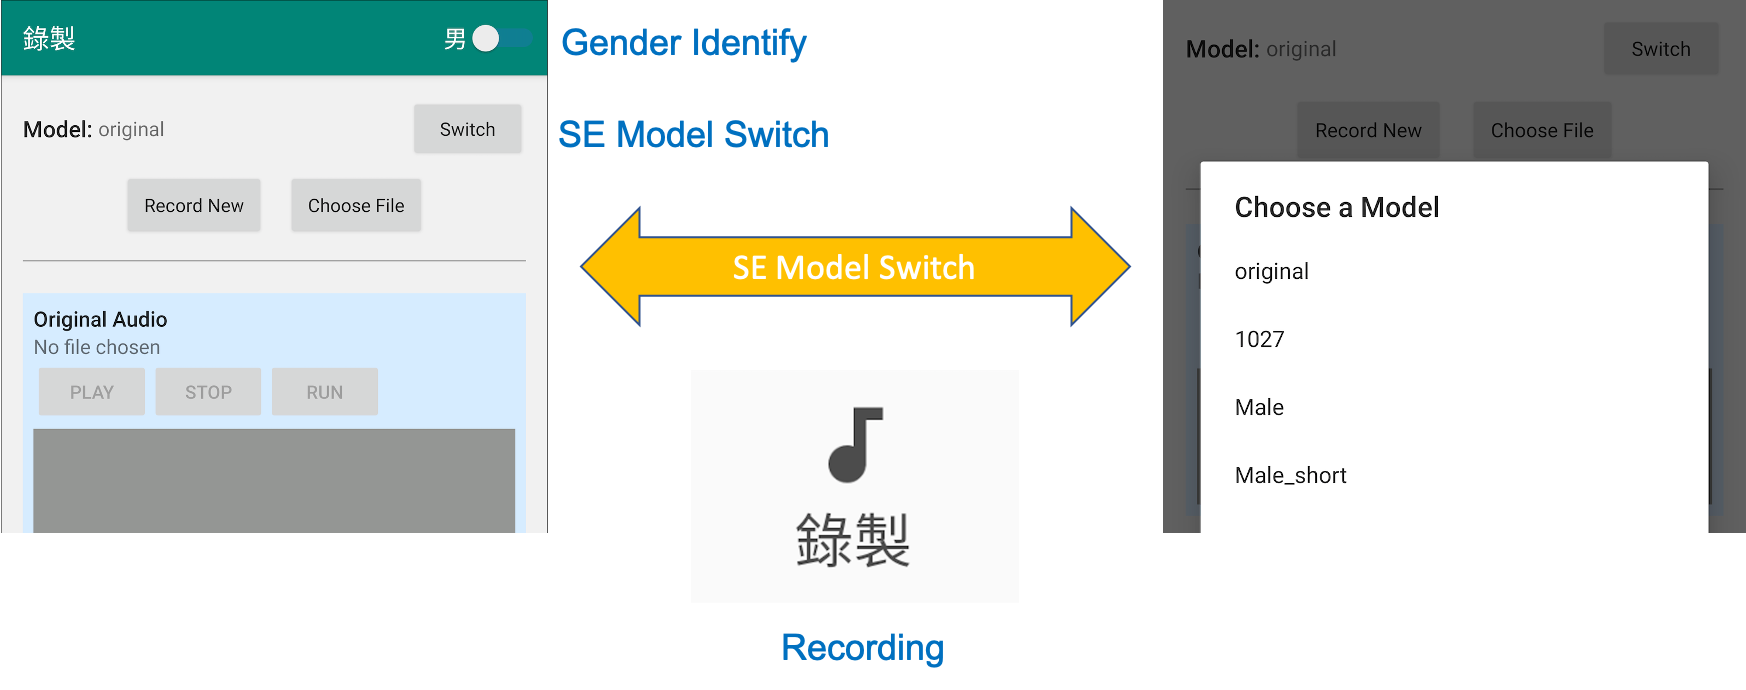 錄製
男
Gender Identify
Model: original
Switch
SE Model Switch
Record New
Choose File
Original Audio
No file chosen
PLAY
STOP
RUN
SE Model Switch
錄製
Recording
Model: original
Switch
Record New
Choose File
Choose a Model
original
1027
Male
Male_short